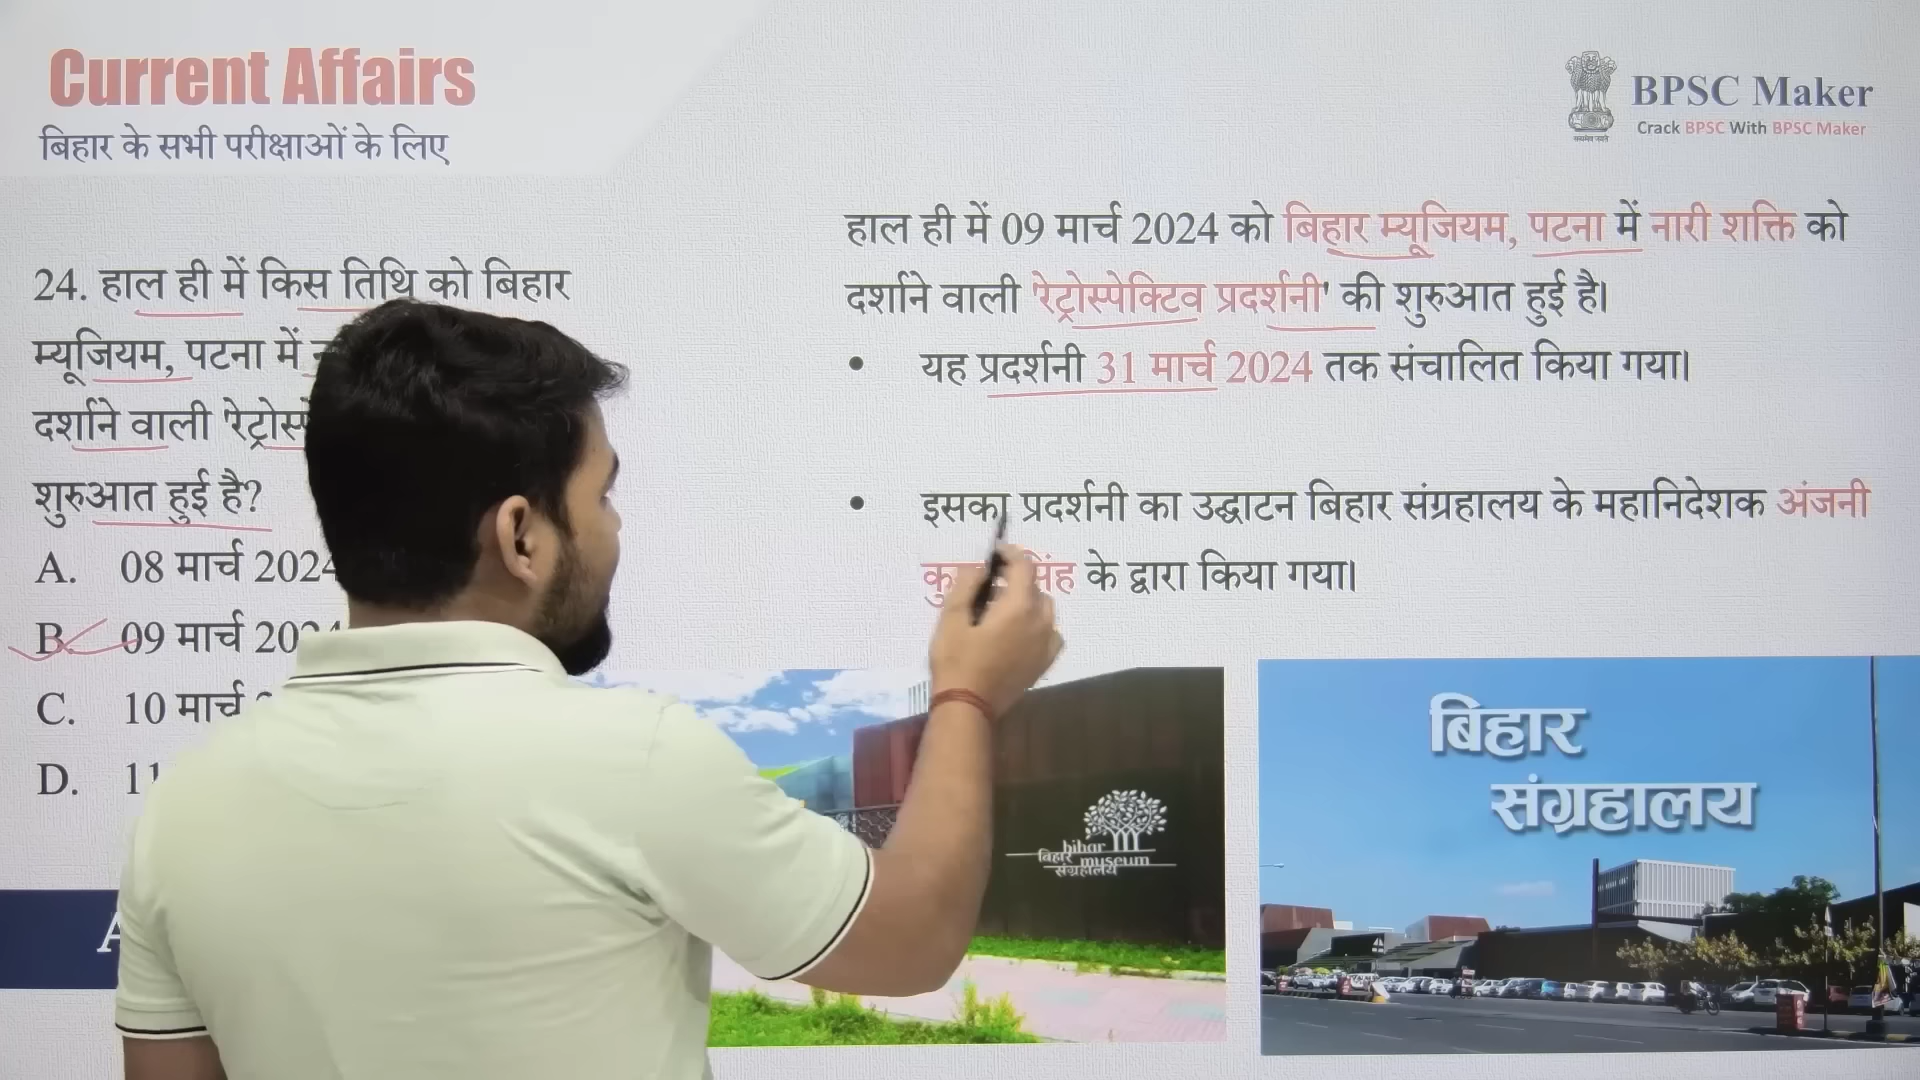 Current Affairs
बिहार के सभी परीक्षाओं के लिए
BPSC Maker
Crack BPSC With BPSC Maker
24. हाल ही में किस तिथि को बिहार
म्यूजियम, पटना में
दर्शाने वाली
शुरुआत हुई है?
A. 08 मार्च 2024
B. 09 मार्च
C. 10 मार्च
D.
हाल ही में 09 मार्च 2024 को बिहार म्यूजियम, पटना में नारी शक्ति को
दर्शाने वाली 'रेट्रोस्पेक्टिव प्रदर्शनी' की शुरुआत हुई है।
• यह प्रदर्शनी 31 मार्च 2024 तक संचालित किया गया।
• इसका प्रदर्शनी का उद्घाटन बिहार संग्रहालय के महानिदेशक अंजनी
के द्वारा किया गया।
bihar
बिहार museum
संग्रहालय
बिहार
संग्रहालय